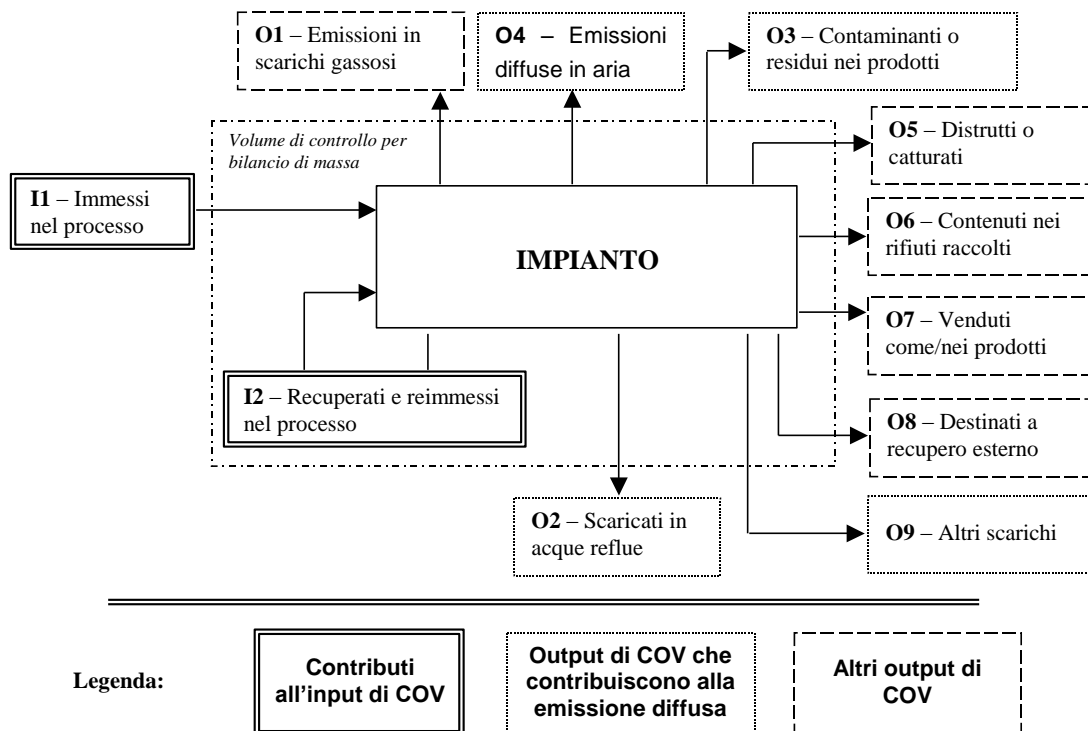 O1 – Emissioni in
scarichi gassosi
O4 – Emissioni
diffuse in aria
O3 – Contaminanti o
residui nei prodotti
Volume di controllo per
bilancio di massa
O5 – Distrutti o
catturati
I1 – Immessi
nel processo
IMPIANTO
O6 – Contenuti nei
rifiuti raccolti
O7 – Venduti
come/nei prodotti
I2 – Recuperati e reimmessi
nel processo
O8 – Destinati a
recupero esterno
O2 – Scaricati in
acque reflue
O9 – Altri scarichi
Legenda:
Contributi
all'input di COV
Output di COV che
contribuiscono alla
emissione diffusa
Altri output di
COV